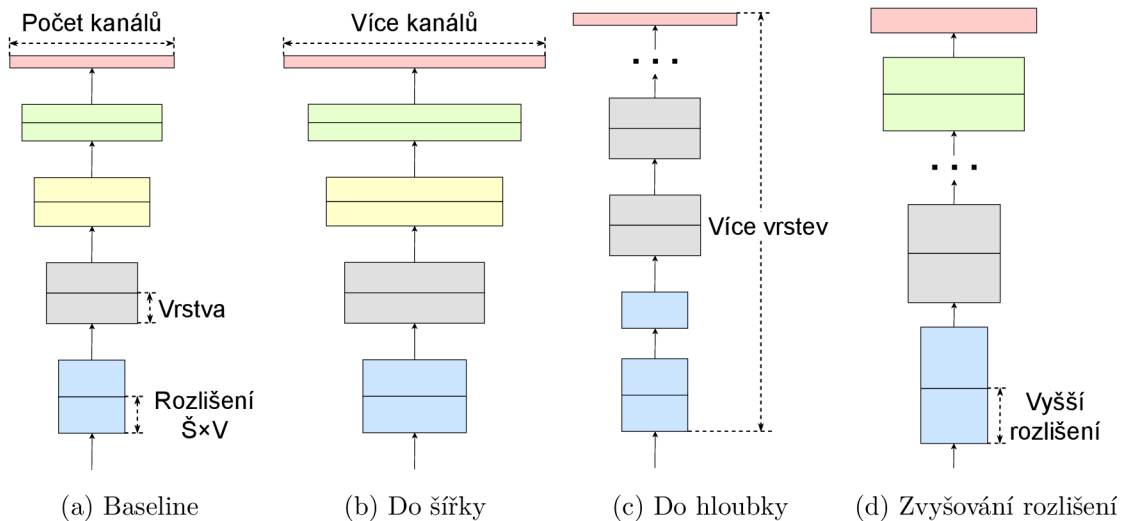 Počet kanálů
Vrstva
Rozlišení
Š×V
(a) Baseline
Více kanálů
(b) Do šířky
. . .
Více vrstev
(c) Do hloubky
. . .
Vyšší
rozlišení
(d) Zvyšování rozlišení